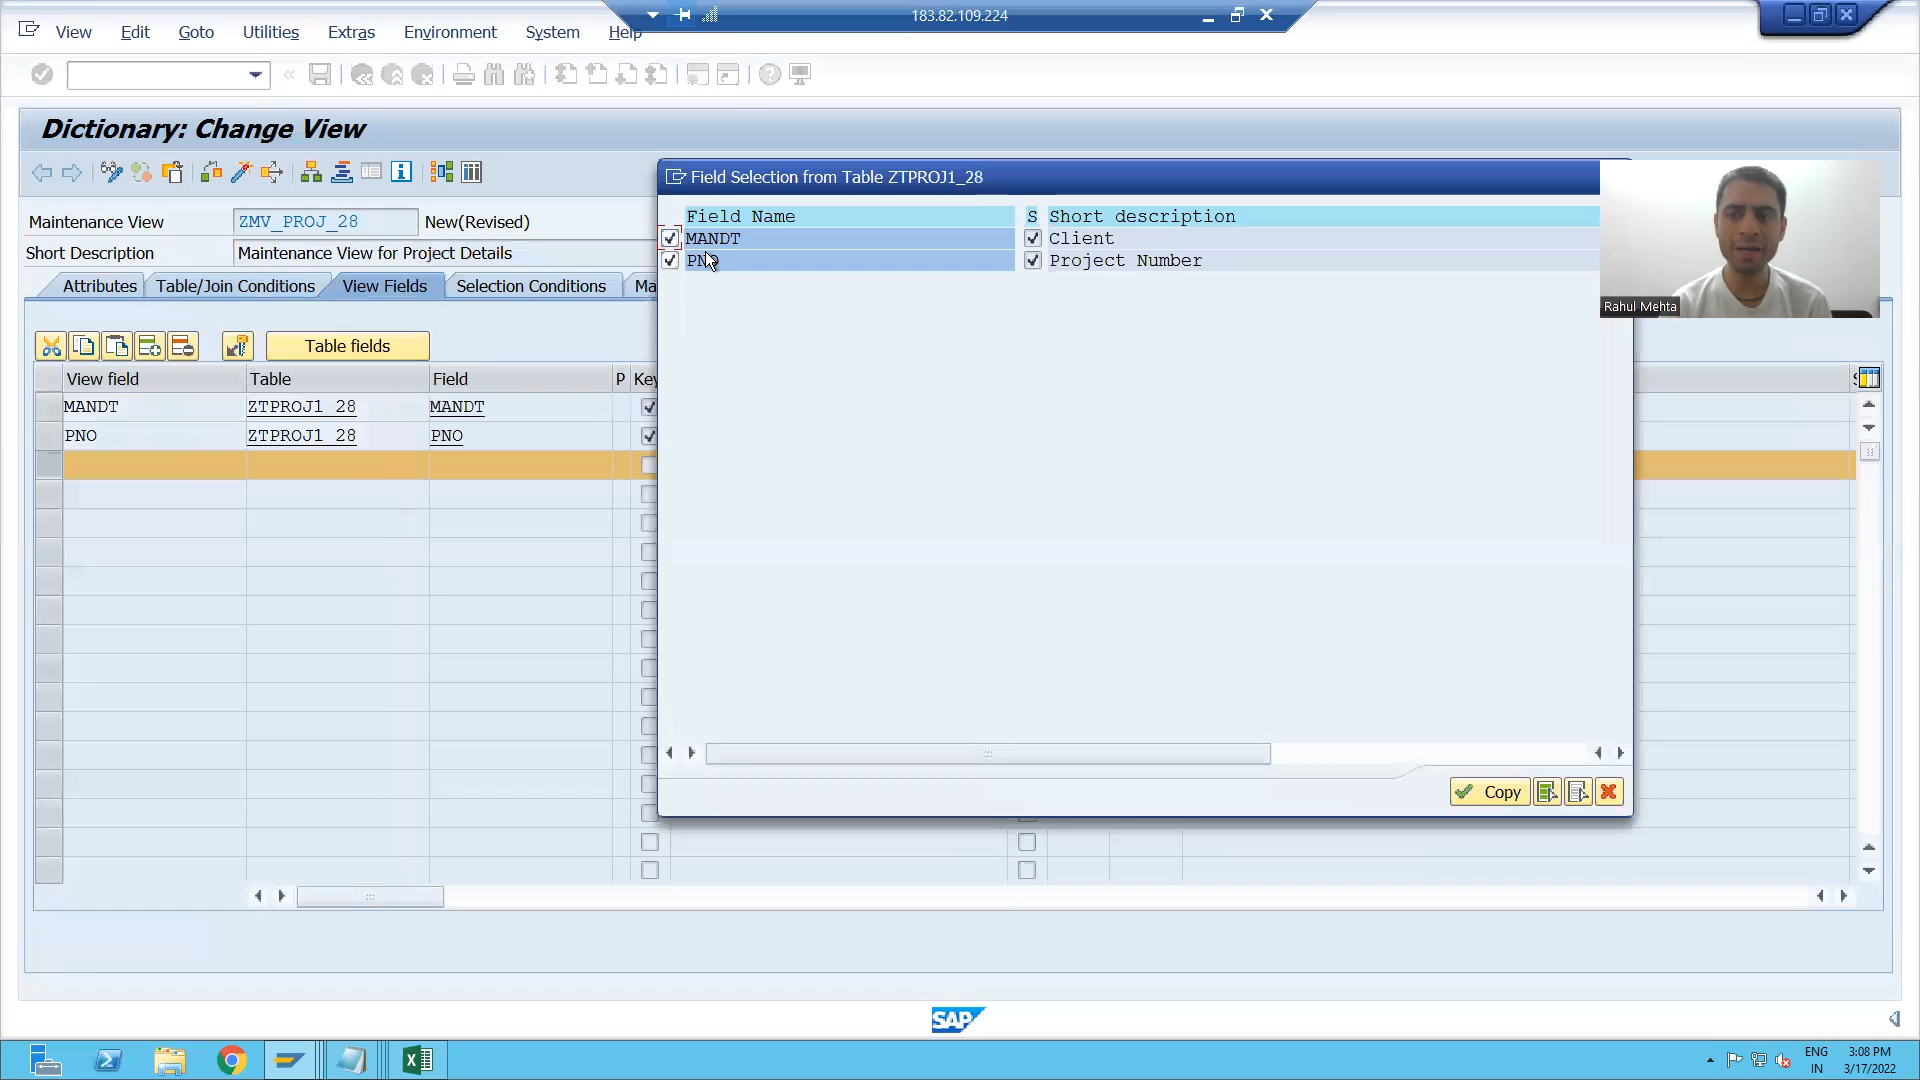 183.82.109.224
View Edit Goto Utilities Extras Environment System Help
Dictionary: Change View
Field Selection from Table ZTPROJ1_28
Maintenance View ZMV_PROJ_28 New(Revised)
Short Description Maintenance View for Project Details
Attributes Table/Join Conditions View Fields Selection Conditions Ma
Field Name S Short description
MANDT Client
PNO Project Number
Rahul Mehta
Table fields
View field Table Field P Key
MANDT ZTPROJ1_28 MANDT
PNO ZTPROJ1_28 PNO
Copy
SAP
ENG 3:08 PM
IN 3/17/2022